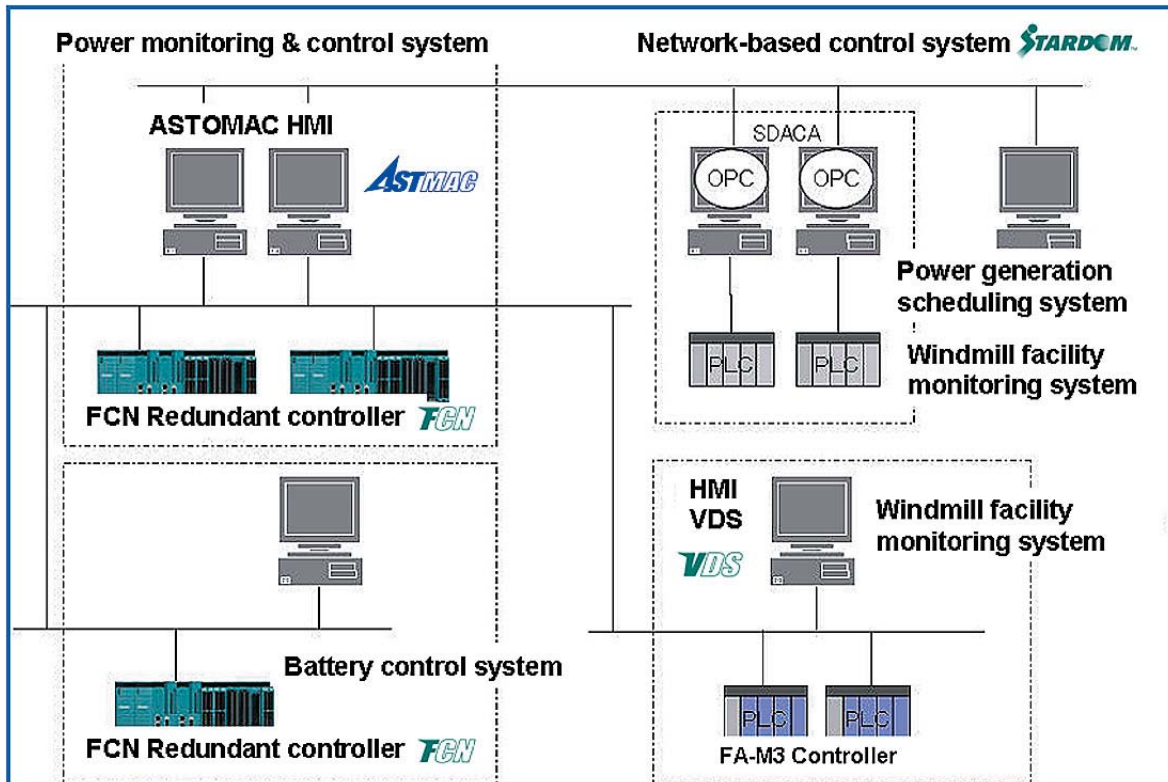 Power monitoring & control system
Network-based control system STARDOM™
ASTOMAC HMI
ASTMAC
SDACA
OPC
OPC
Power generation
scheduling system
PLC
PLC
Windmill facility
monitoring system
FCN Redundant controller FCN
HMI
VDS
VDS
Windmill facility
monitoring system
Battery control system
FCN Redundant controller FCN
PLC
PLC
FA-M3 Controller